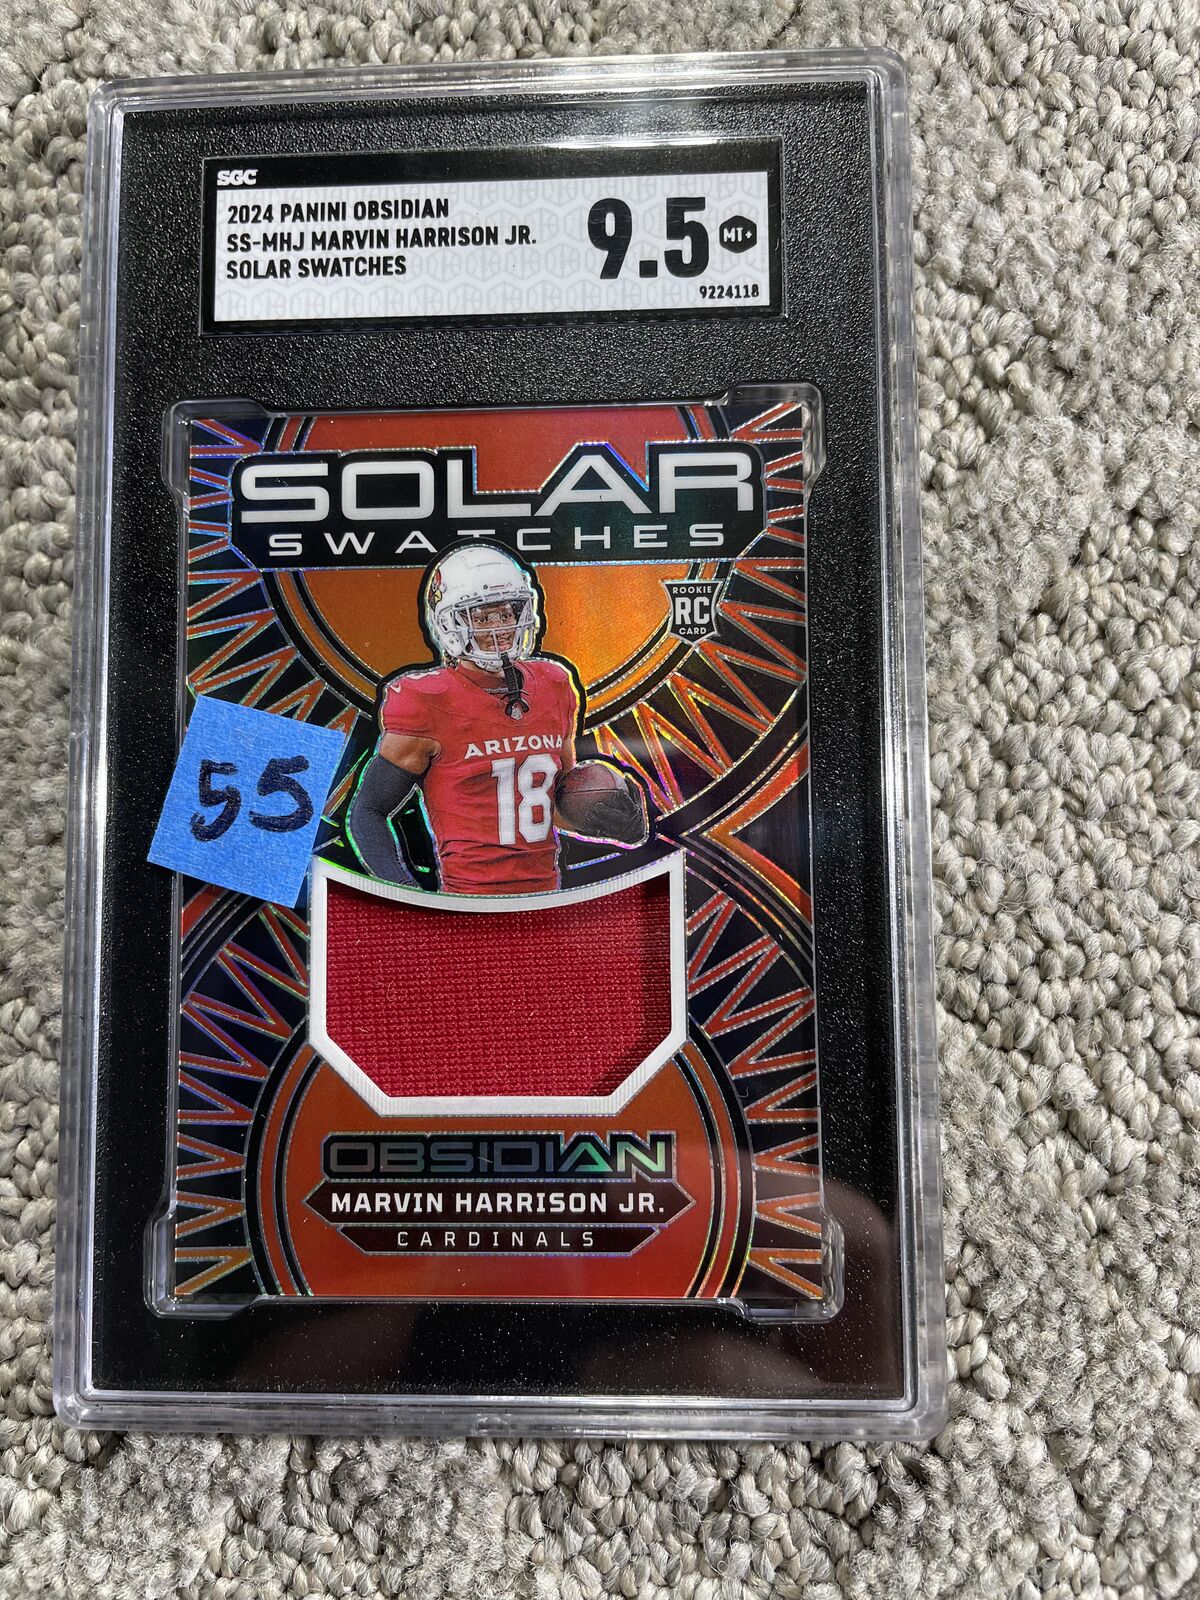 SGC
2024 PANINI OBSIDIAN
SS-MHJ MARVIN HARRISON JR.
SOLAR SWATCHES
9.5 MT+
9224118
SOLAR
SWATCHES
ROOKIE
RC
CARD
ARIZONA
18
55
OBSIDIAN
MARVIN HARRISON JR.
CARDINALS